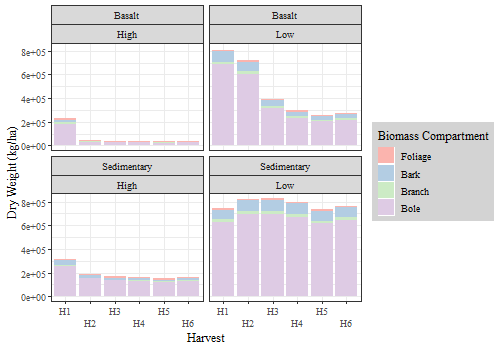 Basalt
Basalt
High
Low
8e+05
6e+05
4e+05
2e+05
0e+00
Sedimentary
Sedimentary
High
Low
8e+05
6e+05
4e+05
2e+05
0e+00
Dry Weight (kg/ha)
H1
H3
H5
H1
H3
H5
H2
H4
H6
H2
H4
H6
Harvest
Biomass Compartment
Foliage
Bark
Branch
Bole